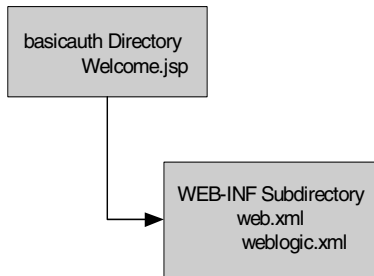 basicauth Directory
Welcome.jsp
WEB-INF Subdirectory
web.xml
weblogic.xml